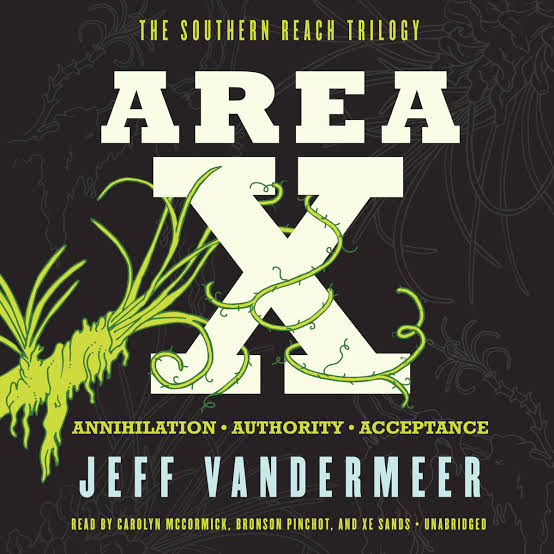 THE SOUTHERN REACH TRILOGY
AREA
X
ANNIHILATION • AUTHORITY • ACCEPTANCE
JEFF VANDERMEER
READ BY CAROLYN MCCORMICK, BRONSON PINCHOT, AND XE SANDS • UNABRIDGED